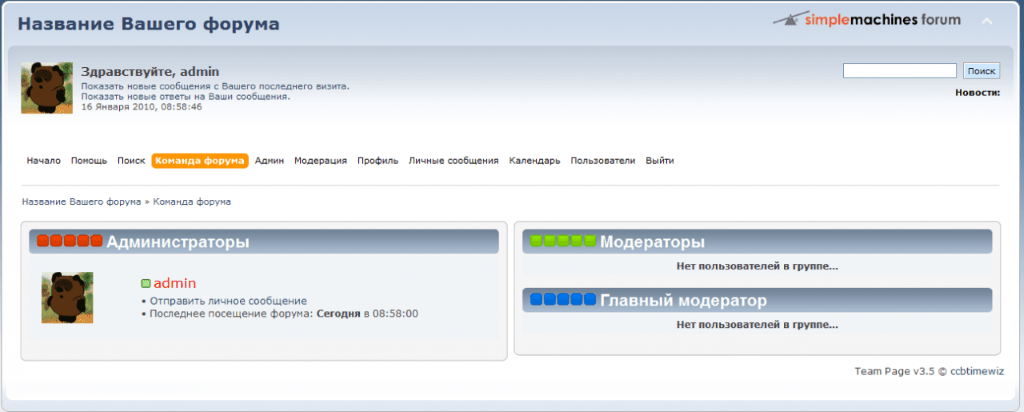 Название Вашего форума
simplemachines forum
Здравствуйте, admin
Показать новые сообщения с Вашего последнего визита.
Показать новые ответы на Ваши сообщения.
16 Января 2010, 08:58:46
Поиск
Новости:
Начало Помощь Поиск Команда форума Админ Модерация Профиль Личные сообщения Календарь Пользователи Выйти
Название Вашего форума » Команда форума
Администраторы
admin
• Отправить личное сообщение
• Последнее посещение форума: Сегодня в 08:58:00
Модераторы
Нет пользователей в группе...
Главный модератор
Нет пользователей в группе...
Team Page v3.5 © ccbtimewiz